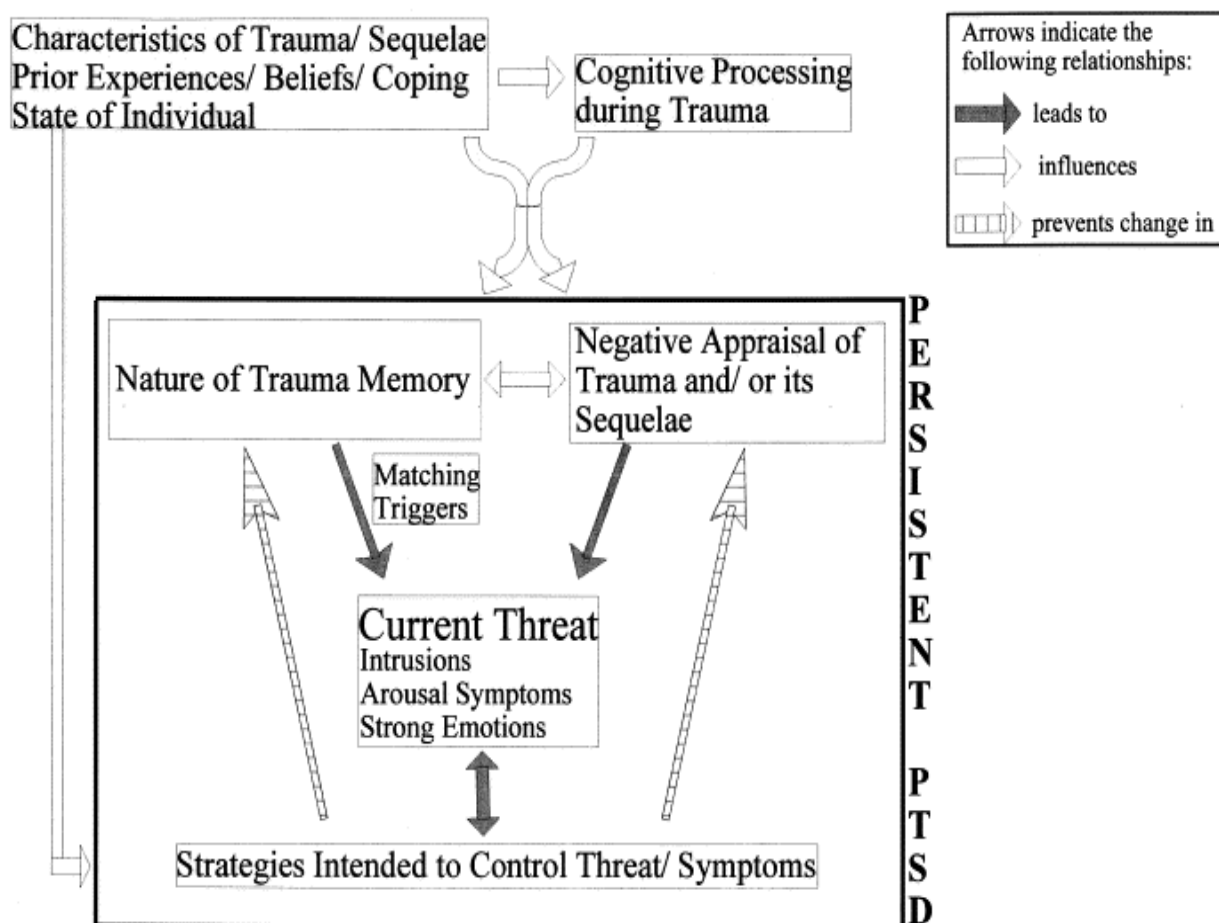 Characteristics of Trauma/ Sequelae
Prior Experiences/ Beliefs/ Coping
State of Individual
Cognitive Processing
during Trauma
Arrows indicate the
following relationships:
leads to
influences
prevents change in
Nature of Trauma Memory
Negative Appraisal of
Trauma and/ or its
Sequelae
Matching
Triggers
Current Threat
Intrusions
Arousal Symptoms
Strong Emotions
Strategies Intended to Control Threat/ Symptoms
PERSISTENT PTSD